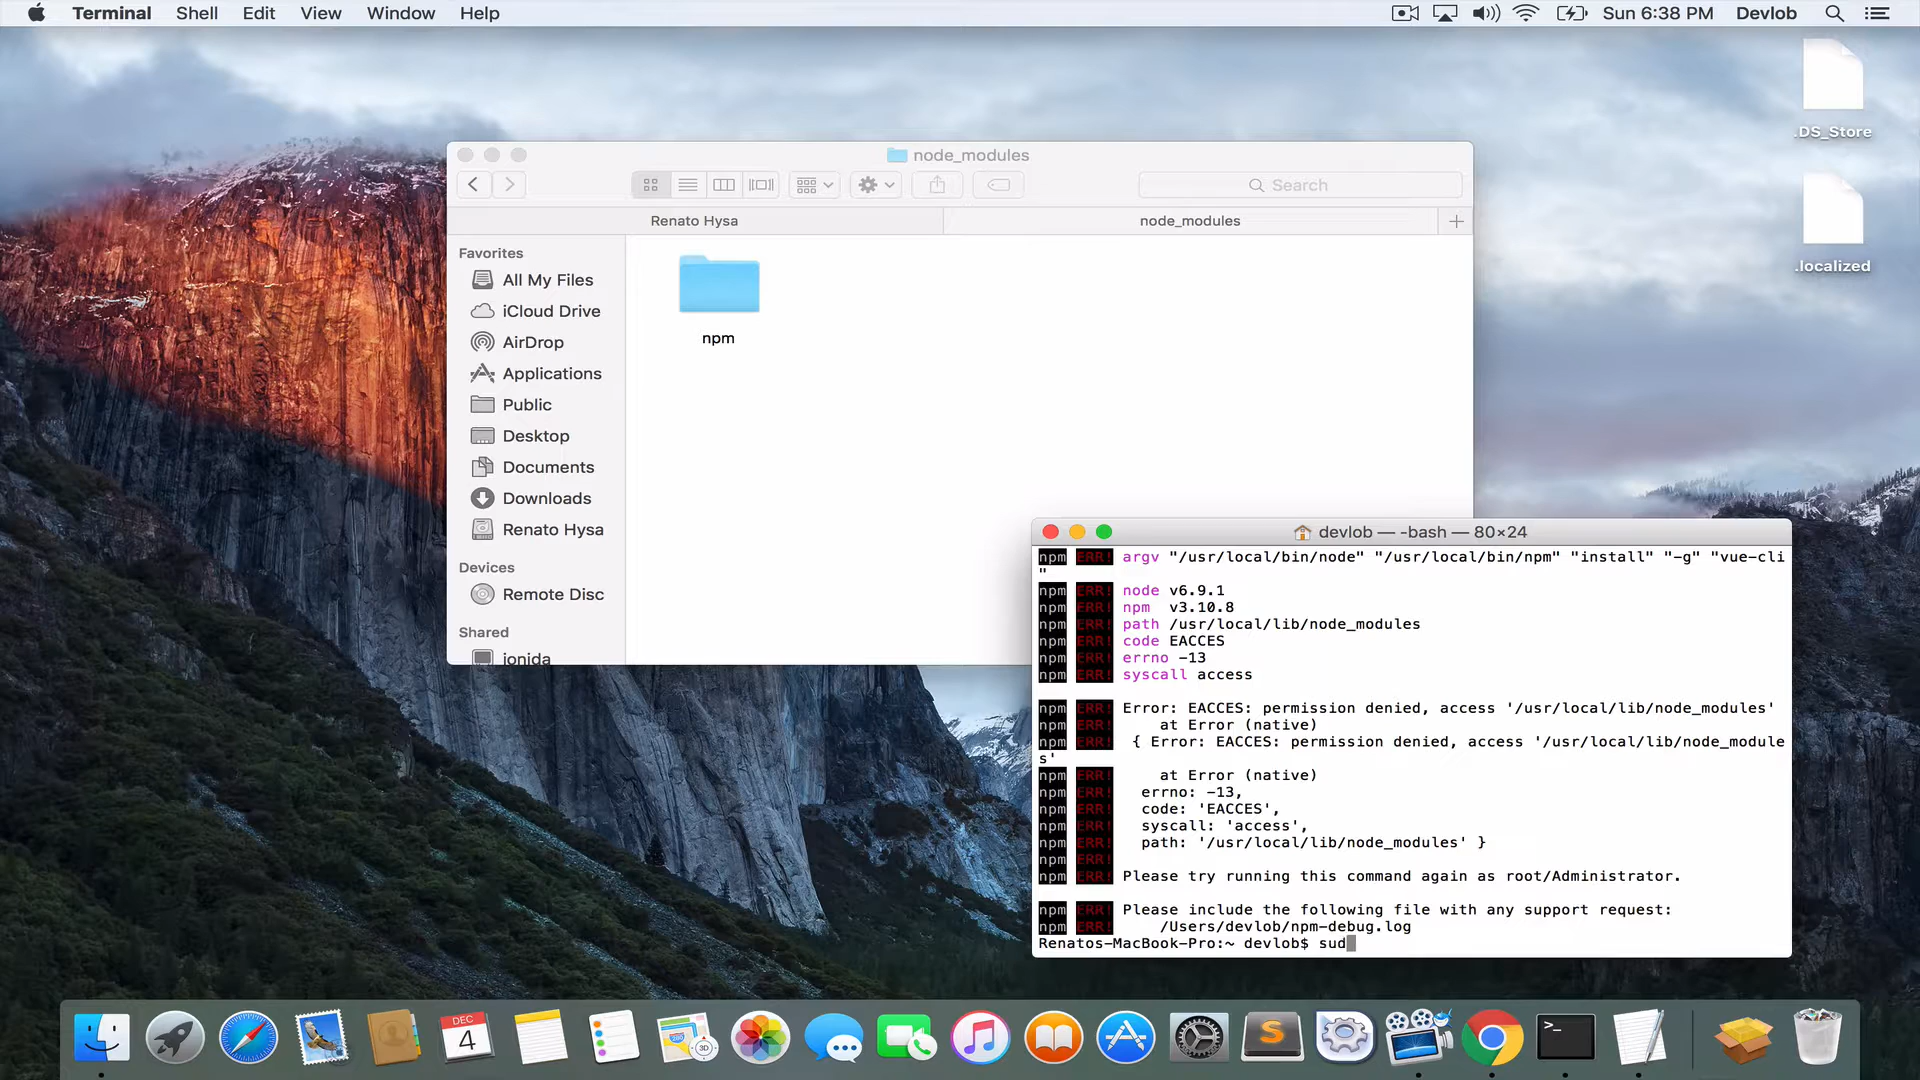 Terminal Shell Edit View Window Help
Sun 6:38 PM Devlob
.DS_Store
.localized
node_modules
Search
Renato Hysa
node_modules
Favorites
All My Files
iCloud Drive
AirDrop
Applications
Public
Desktop
Documents
Downloads
Renato Hysa
Devices
Remote Disc
Shared
ionida
npm
devlob — -bash — 80×24
npm ERR! argv "/usr/local/bin/node" "/usr/local/bin/npm" "install" "-g" "vue-cli
"
npm ERR! node v6.9.1
npm ERR! npm  v3.10.8
npm ERR! path /usr/local/lib/node_modules
npm ERR! code EACCES
npm ERR! errno -13
npm ERR! syscall access

npm ERR! Error: EACCES: permission denied, access '/usr/local/lib/node_modules'
npm ERR!     at Error (native)
npm ERR!  { Error: EACCES: permission denied, access '/usr/local/lib/node_module
s'
npm ERR!     at Error (native)
npm ERR!   errno: -13,
npm ERR!   code: 'EACCES',
npm ERR!   syscall: 'access',
npm ERR!   path: '/usr/local/lib/node_modules' }
npm ERR!
npm ERR! Please try running this command again as root/Administrator.

npm ERR! Please include the following file with any support request:
npm ERR!     /Users/devlob/npm-debug.log
Renatos-MacBook-Pro:~ devlob$ sud
DEC
4
3D
S
>_